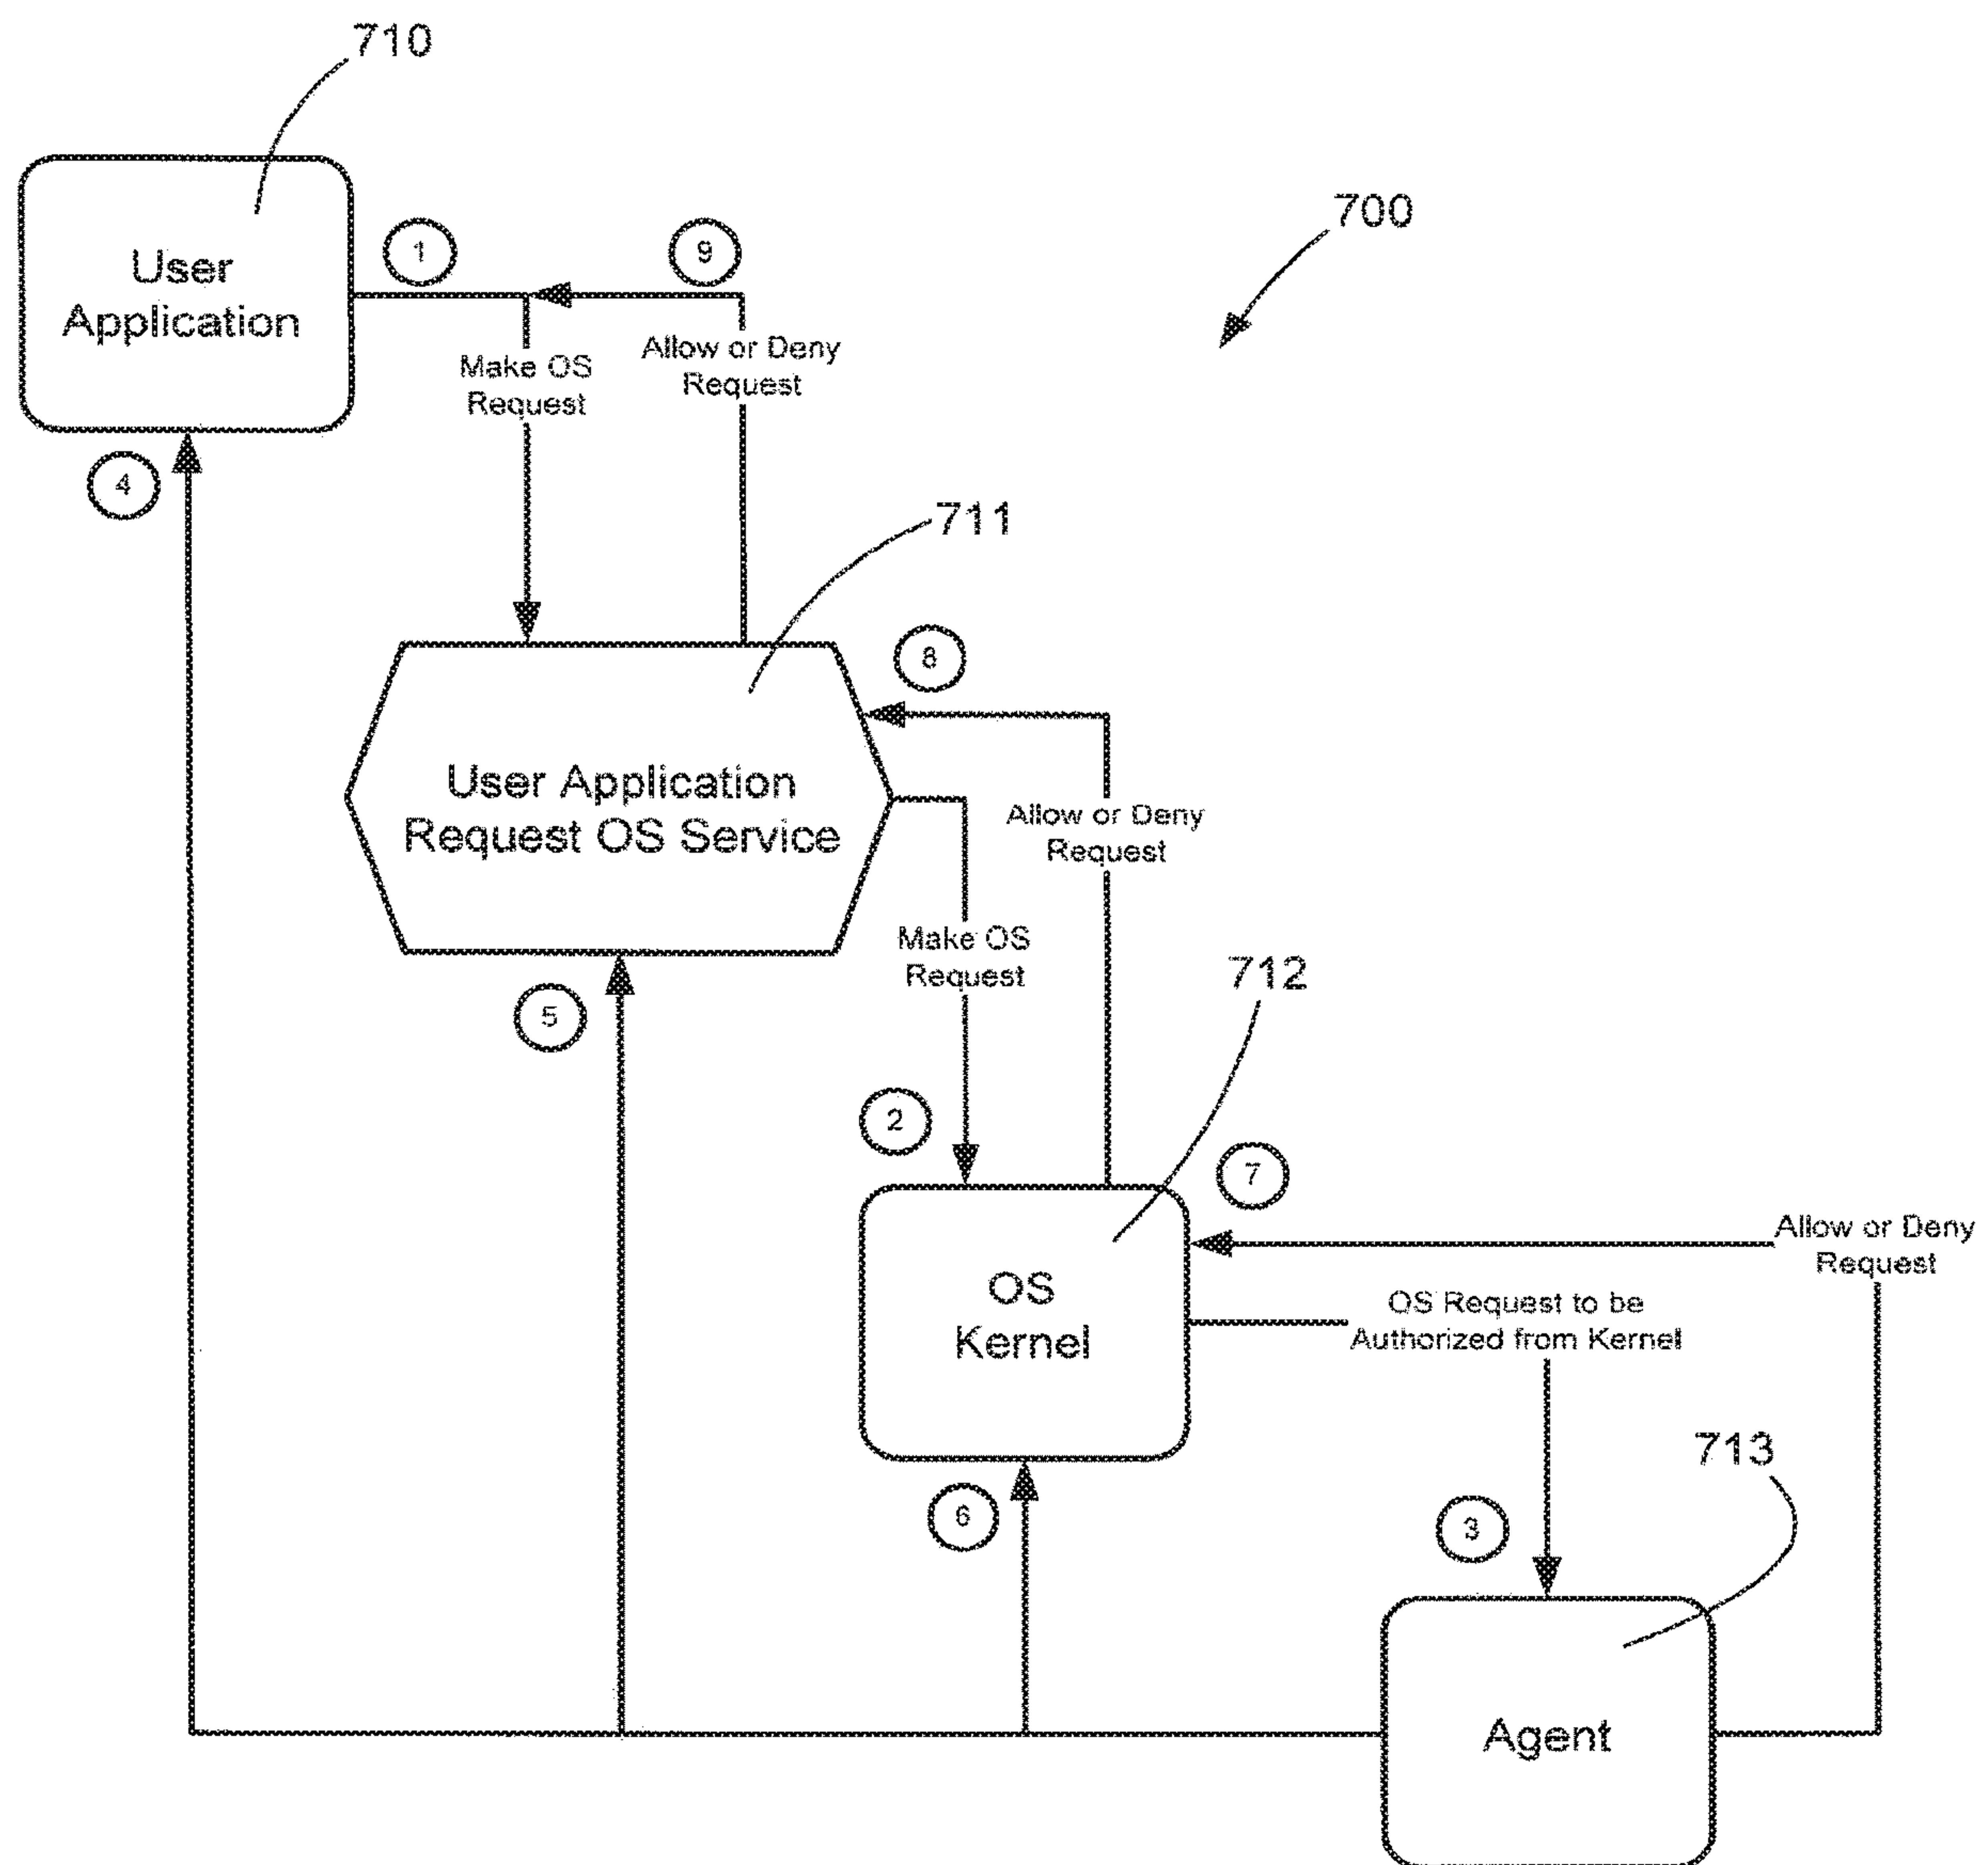 710
700
1
9
User
Application
Make OS
Request
Allow or Deny
Request
4
711
8
User Application
Request OS Service
Allow or Deny
Request
Make OS
Request
5
712
2
7
Allow or Deny
Request
OS
Kernel
OS Request to be
Authorized from Kernel
713
6
3
Agent